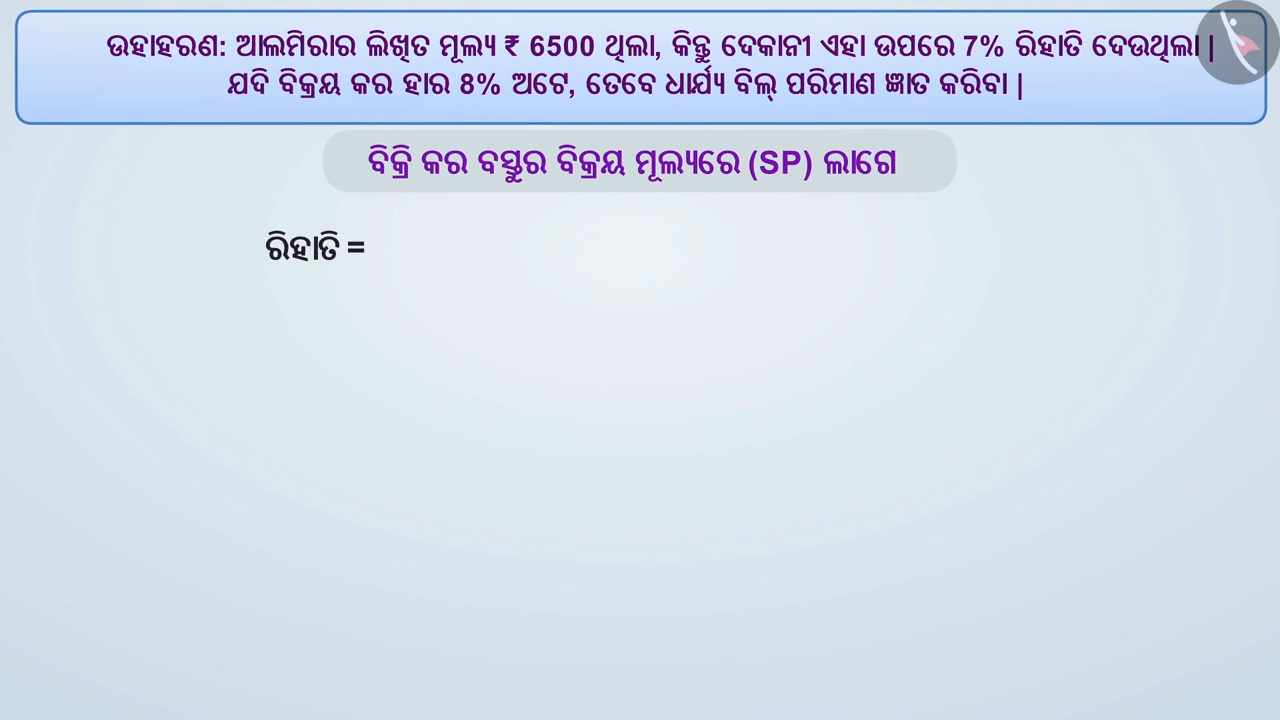 ଉହାହରଣ: ଆଲମିରାର ଲିଖିତ ମୂଲ୍ୟ ₹ 6500 ଥିଲା, କିନ୍ତୁ ଦେକାନୀ ଏହା ଉପରେ 7% ରିହାତି ଦେଉଥିଲା |
ଯଦି ବିକ୍ରୟ କର ହାର 8% ଅଟେ, ତେବେ ଧାର୍ଯ୍ୟ ବିଲ୍ ପରିମାଣ ଜ୍ଞାତ କରିବା |
ବିକ୍ରି କର ବସ୍ତୁର ବିକ୍ରୟ ମୂଲ୍ୟରେ (SP) ଲାଗେ
ରିହାତି =